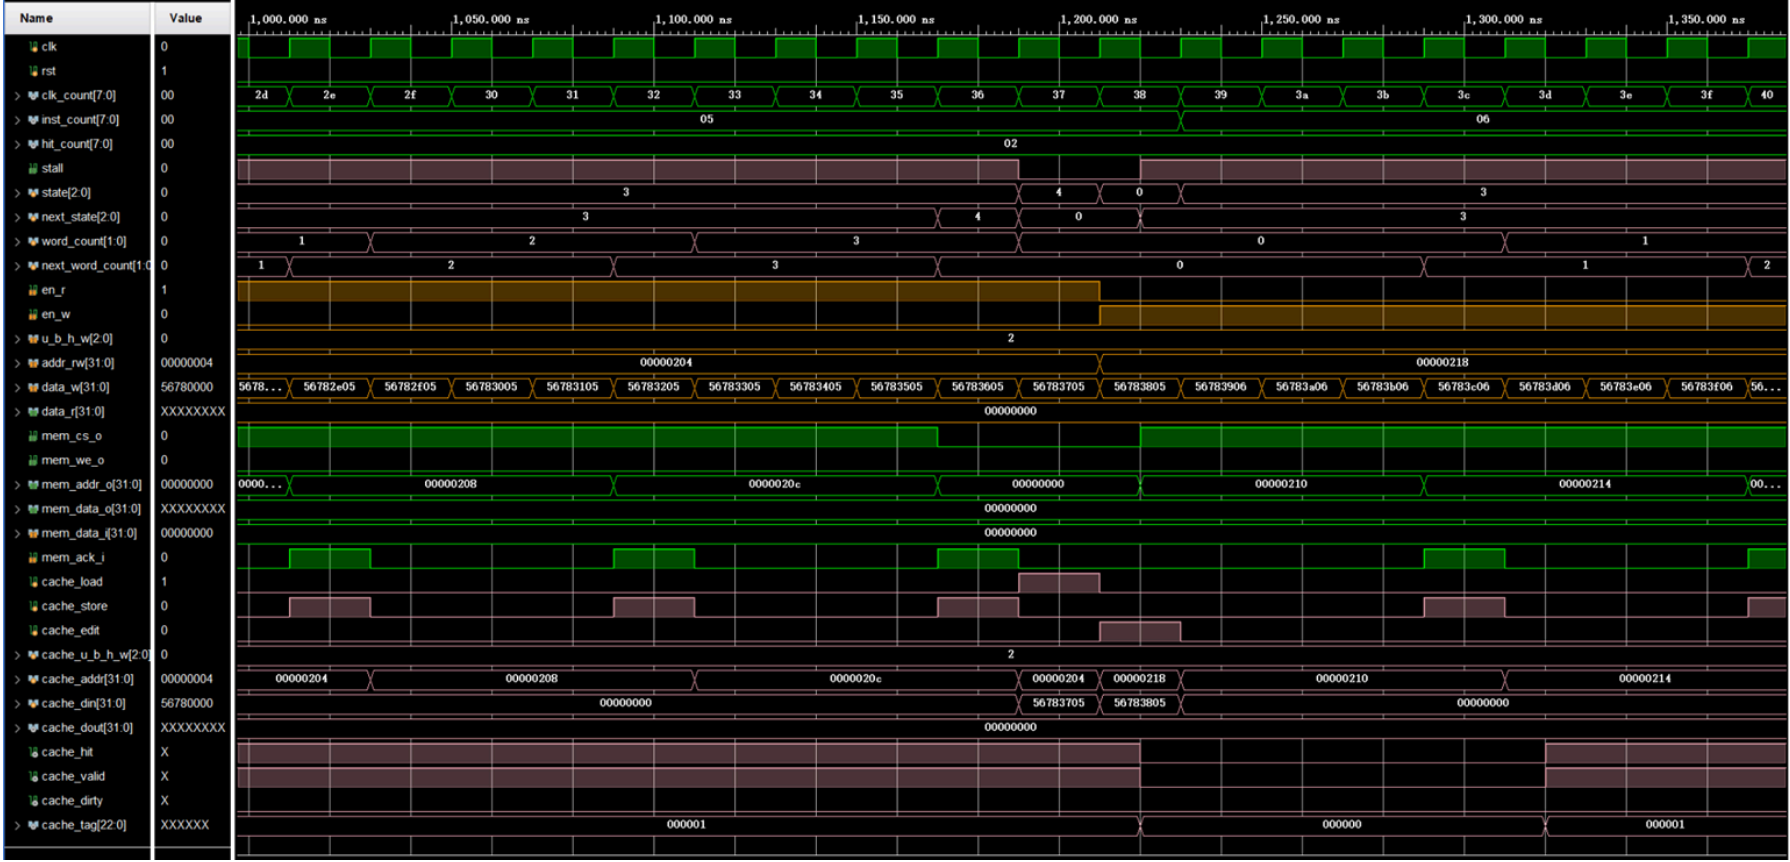 Name Value 1,000.000 ns 1,050.000 ns 1,100.000 ns 1,150.000 ns 1,200.000 ns 1,250.000 ns 1,300.000 ns 1,350.000 ns
clk 0
rst 1
clk_count[7:0] 00 2d 2e 2f 30 31 32 33 34 35 36 37 38 39 3a 3b 3c 3d 3e 3f 40
inst_count[7:0] 00 05 06
hit_count[7:0] 00 02
stall 0
state[2:0] 0 3 4 0 3
next_state[2:0] 0 3 4 0 3
word_count[1:0] 0 1 2 3 0 1
next_word_count[1:0 0 1 2 3 0 1 2
en_r 1
en_w 0
u_b_h_w[2:0] 0 2
addr_rw[31:0] 00000004 00000204 00000218
data_w[31:0] 56780000 5678... 56782e05 56782f05 56783005 56783105 56783205 56783305 56783405 56783505 56783605 56783705 56783805 56783906 56783a06 56783b06 56783c06 56783d06 56783e06 56783f06 56...
data_r[31:0] XXXXXXXX 00000000
mem_cs_o 0
mem_we_o 0
mem_addr_o[31:0] 00000000 0000... 00000208 0000020c 00000000 00000210 00000214 00...
mem_data_o[31:0] XXXXXXXX 00000000
mem_data_i[31:0] 00000000 00000000
mem_ack_i 0
cache_load 1
cache_store 0
cache_edit 0
cache_u_b_h_w[2:0] 0 2
cache_addr[31:0] 00000004 00000204 00000208 0000020c 00000204 00000218 00000210 00000214
cache_din[31:0] 56780000 00000000 56783705 56783805 00000000
cache_dout[31:0] XXXXXXXX 00000000
cache_hit X
cache_valid X
cache_dirty X
cache_tag[22:0] XXXXXX 000001 000000 000001